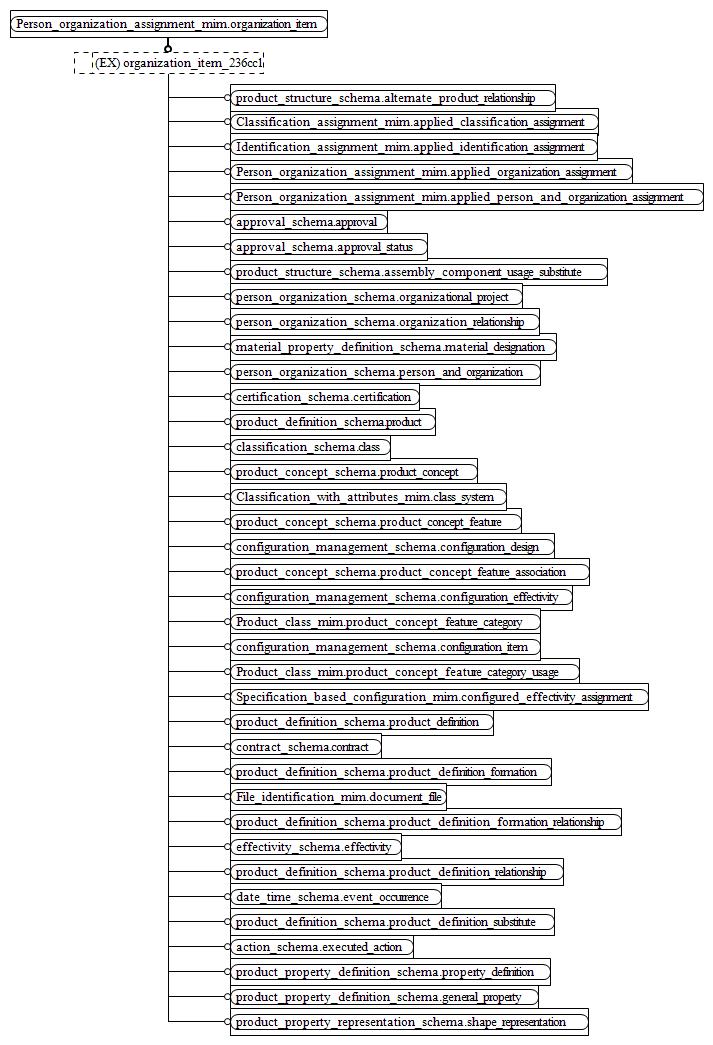 Person_organization_assignment_mim.organization_item
(EX) organization_item_236cc1
product_structure_schema.alternate_product_relationship
Classification_assignment_mim.applied_classification_assignment
Identification_assignment_mim.applied_identification_assignment
Person_organization_assignment_mim.applied_organization_assignment
Person_organization_assignment_mim.applied_person_and_organization_assignment
approval_schema.approval
approval_schema.approval_status
product_structure_schema.assembly_component_usage_substitute
person_organization_schema.organizational_project
person_organization_schema.organization_relationship
material_property_definition_schema.material_designation
person_organization_schema.person_and_organization
certification_schema.certification
product_definition_schema.product
classification_schema.class
product_concept_schema.product_concept
Classification_with_attributes_mim.class_system
product_concept_schema.product_concept_feature
configuration_management_schema.configuration_design
product_concept_schema.product_concept_feature_association
configuration_management_schema.configuration_effectivity
Product_class_mim.product_concept_feature_category
configuration_management_schema.configuration_item
Product_class_mim.product_concept_feature_category_usage
Specification_based_configuration_mim.configured_effectivity_assignment
product_definition_schema.product_definition
contract_schema.contract
product_definition_schema.product_definition_formation
File_identification_mim.document_file
product_definition_schema.product_definition_formation_relationship
effectivity_schema.effectivity
product_definition_schema.product_definition_relationship
date_time_schema.event_occurrence
product_definition_schema.product_definition_substitute
action_schema.executed_action
product_property_definition_schema.property_definition
product_property_definition_schema.general_property
product_property_representation_schema.shape_representation